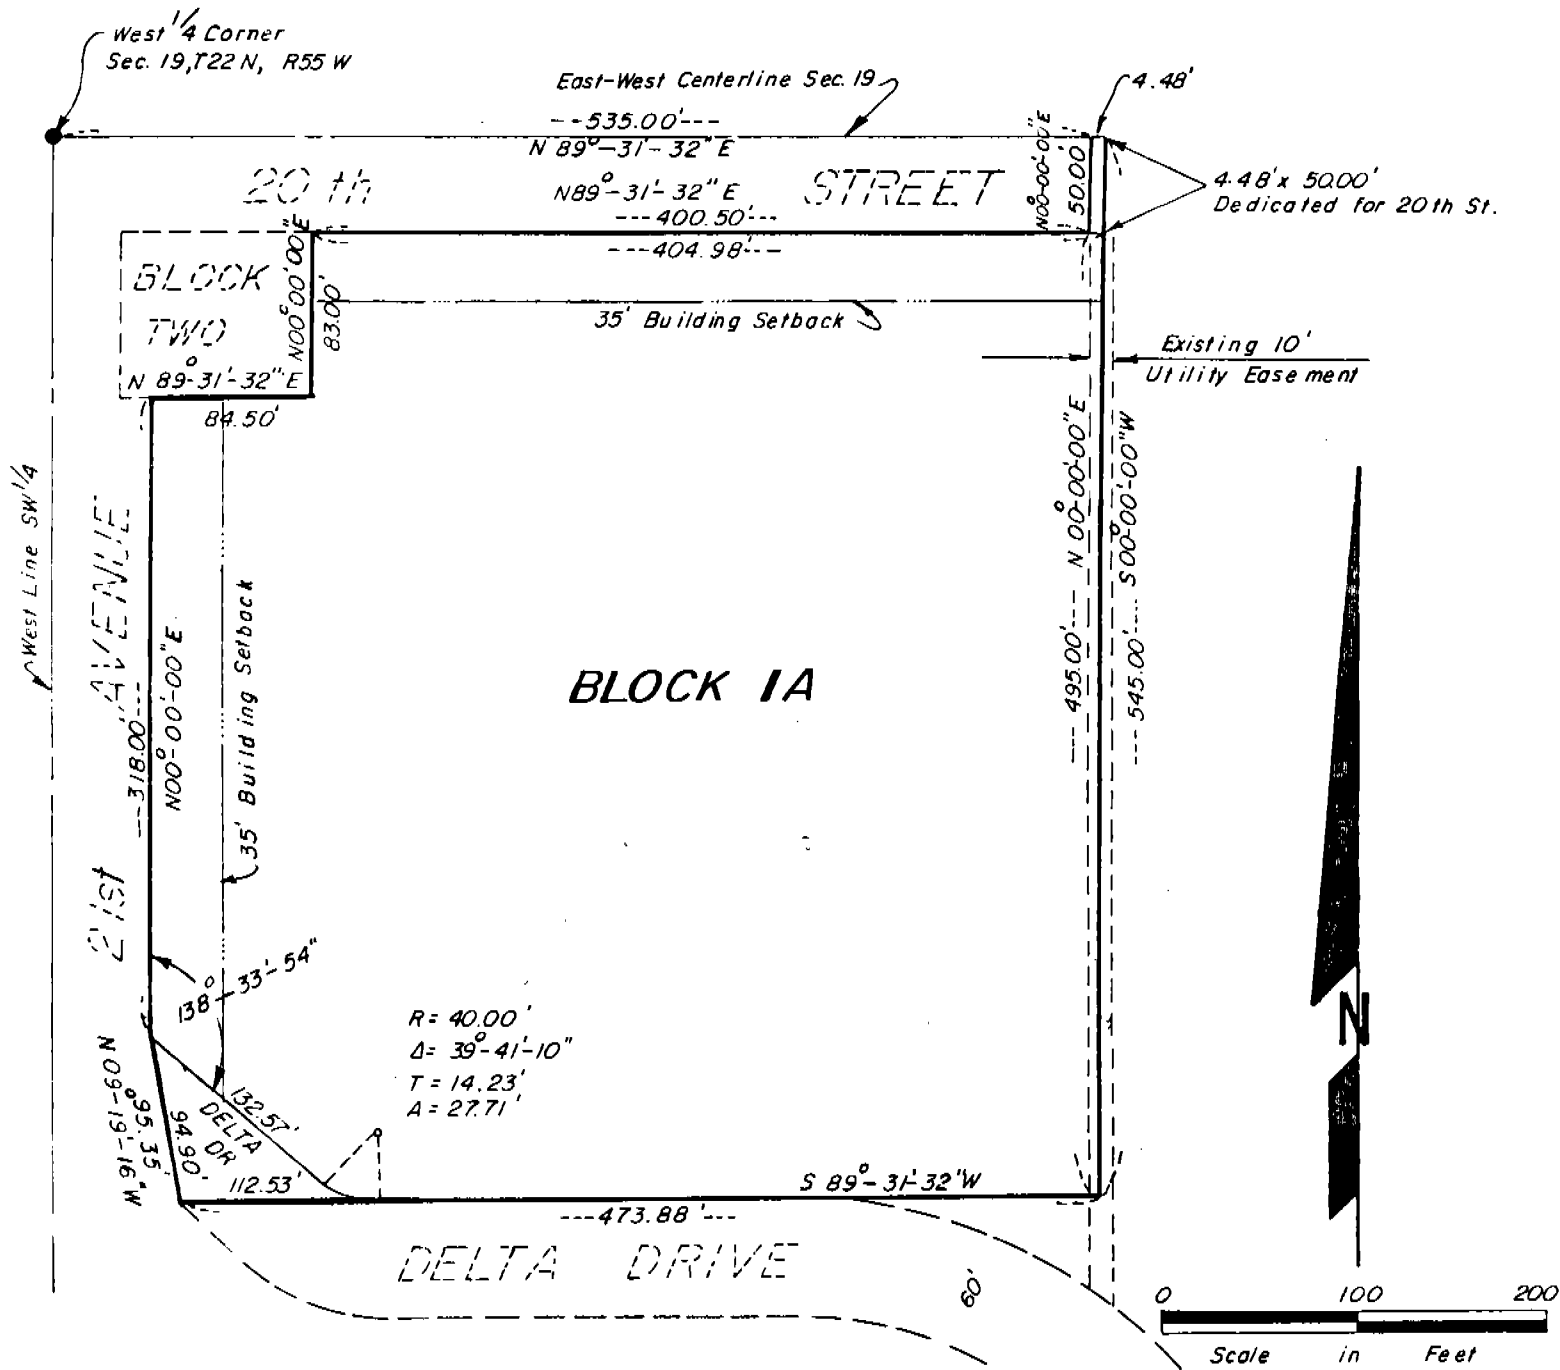 West 1/4 Corner
Sec. 19, T22 N, R55 W
East-West Centerline Sec. 19
4.48'
--535.00'---
N 89°-31'-32" E
20 th STREET
N89°-31'-32" E
---400.50'---
---404.98'---
N00°-00'-00" E
50.00'
4.48' x 50.00'
Dedicated for 20th St.
BLOCK
TWO
N00°00'00" E
83.00'
35' Building Setback
Existing 10'
Utility Easement
N 89°-31'-32" E
84.50'
West Line SW 1/4
21st AVENUE
---318.00---
N00°-00'-00" E
35' Building Setback
BLOCK 1A
---495.00'--- N 00°-00'-00" E
---545.00'--- S 00°-00'-00" W
138°-33'-54"
R = 40.00'
Δ = 39°-41'-10"
T = 14.23'
A = 27.71'
N 09°-19'-16" W
95.35'
94.90'
132.57'
DELTA
DR
112.53'
S 89°-31'-32" W
---473.88'---
DELTA DRIVE
60'
N
0 100 200
Scale in Feet